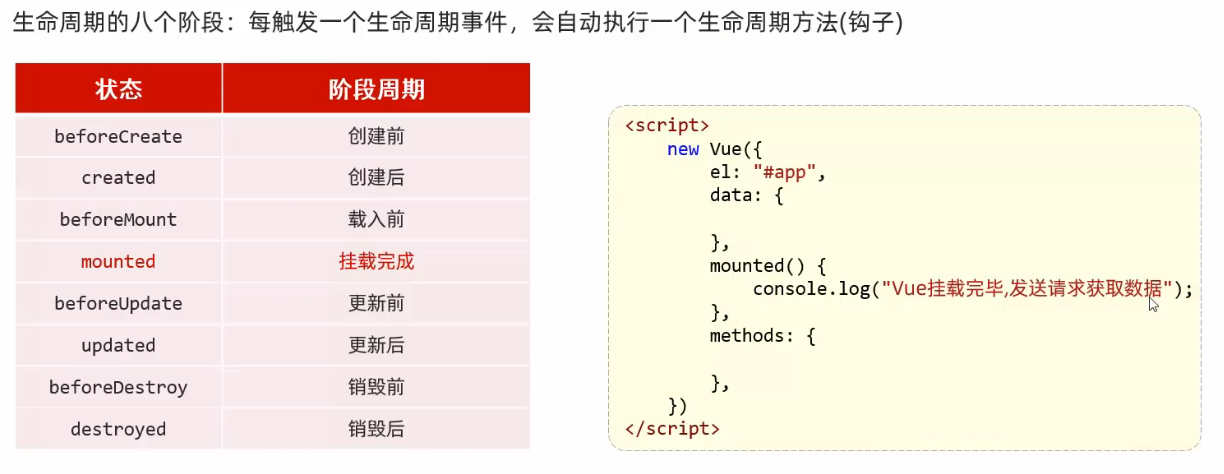 生命周期的八个阶段：每触发一个生命周期事件，会自动执行一个生命周期方法(钩子)
状态 阶段周期
beforeCreate 创建前
created 创建后
beforeMount 载入前
mounted 挂载完成
beforeUpdate 更新前
updated 更新后
beforeDestroy 销毁前
destroyed 销毁后
<script>
new Vue({
el: "#app",
data: {
},
mounted() {
console.log("Vue挂载完毕,发送请求获取数据");
},
methods: {
},
})
</script>